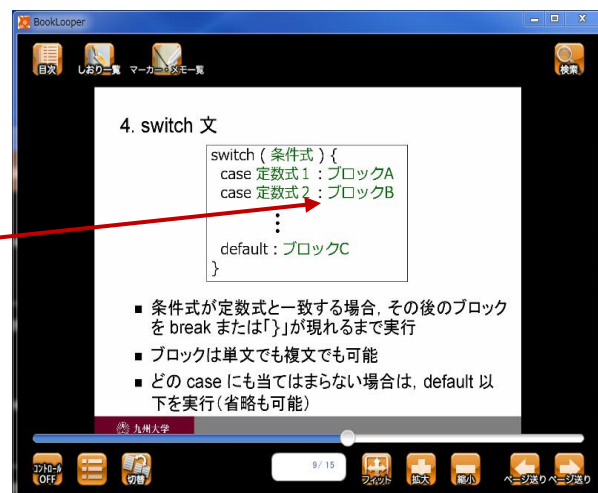 BookLooper
目次
しおり一覧
マーカー・メモ一覧
検索
4. switch 文
switch ( 条件式 ) {
case 定数式1 : ブロックA
case 定数式2 : ブロックB
default : ブロックC
}
■ 条件式が定数式と一致する場合, その後のブロック
を break または「}」が現れるまで実行
■ ブロックは単文でも複文でも可能
■ どの case にも当てはまらない場合は, default 以
下を実行(省略も可能)
九州大学
コントロール
OFF
切替
9/ 15
フィット
拡大
縮小
ページ送り
ページ送り